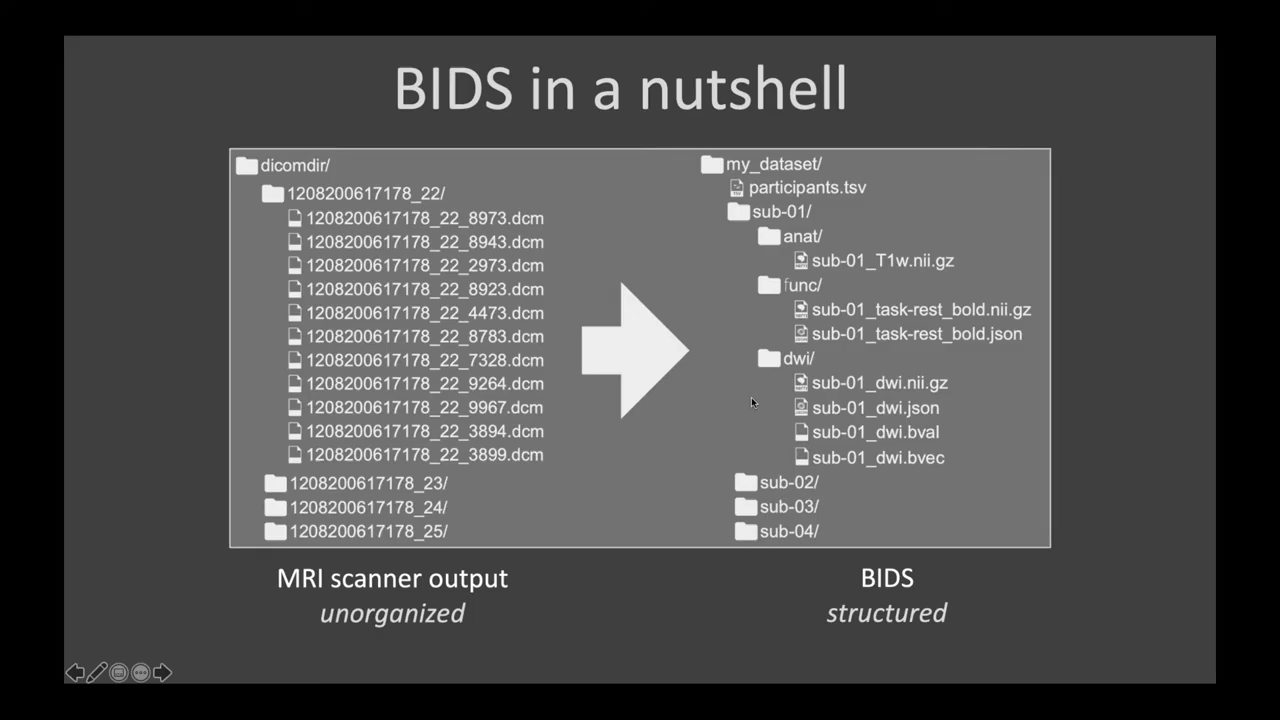 BIDS in a nutshell
dicomdir/
1208200617178_22/
1208200617178_22_8973.dcm
1208200617178_22_8943.dcm
1208200617178_22_2973.dcm
1208200617178_22_8923.dcm
1208200617178_22_4473.dcm
1208200617178_22_8783.dcm
1208200617178_22_7328.dcm
1208200617178_22_9264.dcm
1208200617178_22_9967.dcm
1208200617178_22_3894.dcm
1208200617178_22_3899.dcm
1208200617178_23/
1208200617178_24/
1208200617178_25/
my_dataset/
participants.tsv
sub-01/
anat/
sub-01_T1w.nii.gz
func/
sub-01_task-rest_bold.nii.gz
sub-01_task-rest_bold.json
dwi/
sub-01_dwi.nii.gz
sub-01_dwi.json
sub-01_dwi.bval
sub-01_dwi.bvec
sub-02/
sub-03/
sub-04/
MRI scanner output
unorganized
BIDS
structured